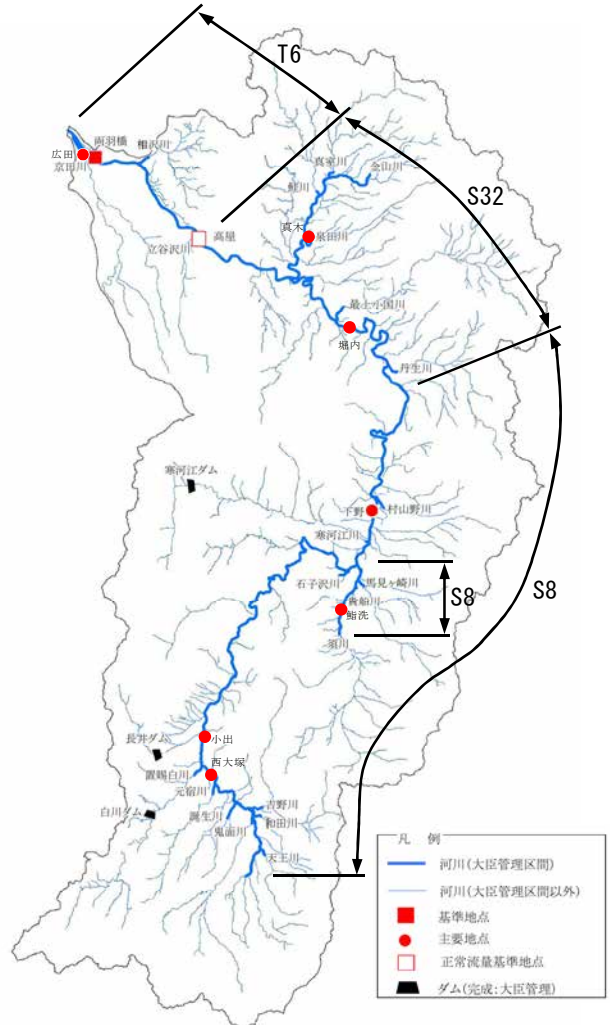 T6
両羽橋
相沢川
広田
京田川
真室川
金山川
鮭川
S32
真木
泉田川
高屋
立谷沢川
最上小国川
堀内
丹生川
寒河江ダム
下野
村山野川
寒河江川
石子沢川
馬見ヶ崎川
S8
S8
貴船川
鮨洗
須川
長井ダム
小出
西大塚
置賜白川
元宿川
吉野川
白川ダム
誕生川
和田川
鬼面川
天王川
凡 例
河川(大臣管理区間)
河川(大臣管理区間以外)
基準地点
主要地点
正常流量基準地点
ダム(完成:大臣管理)